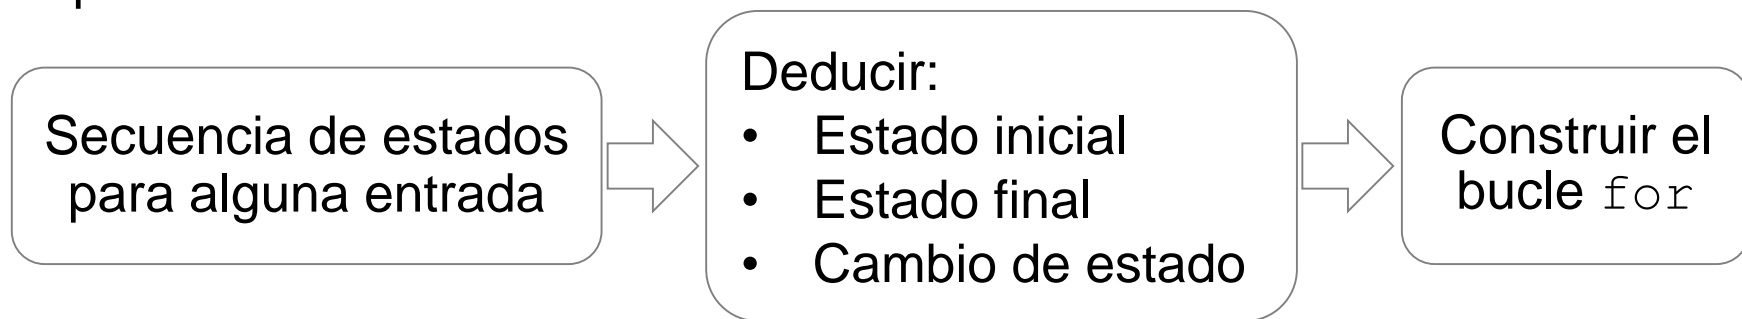 Secuencia de estados
para alguna entrada
Deducir:
• Estado inicial
• Estado final
• Cambio de estado
Construir el
bucle for